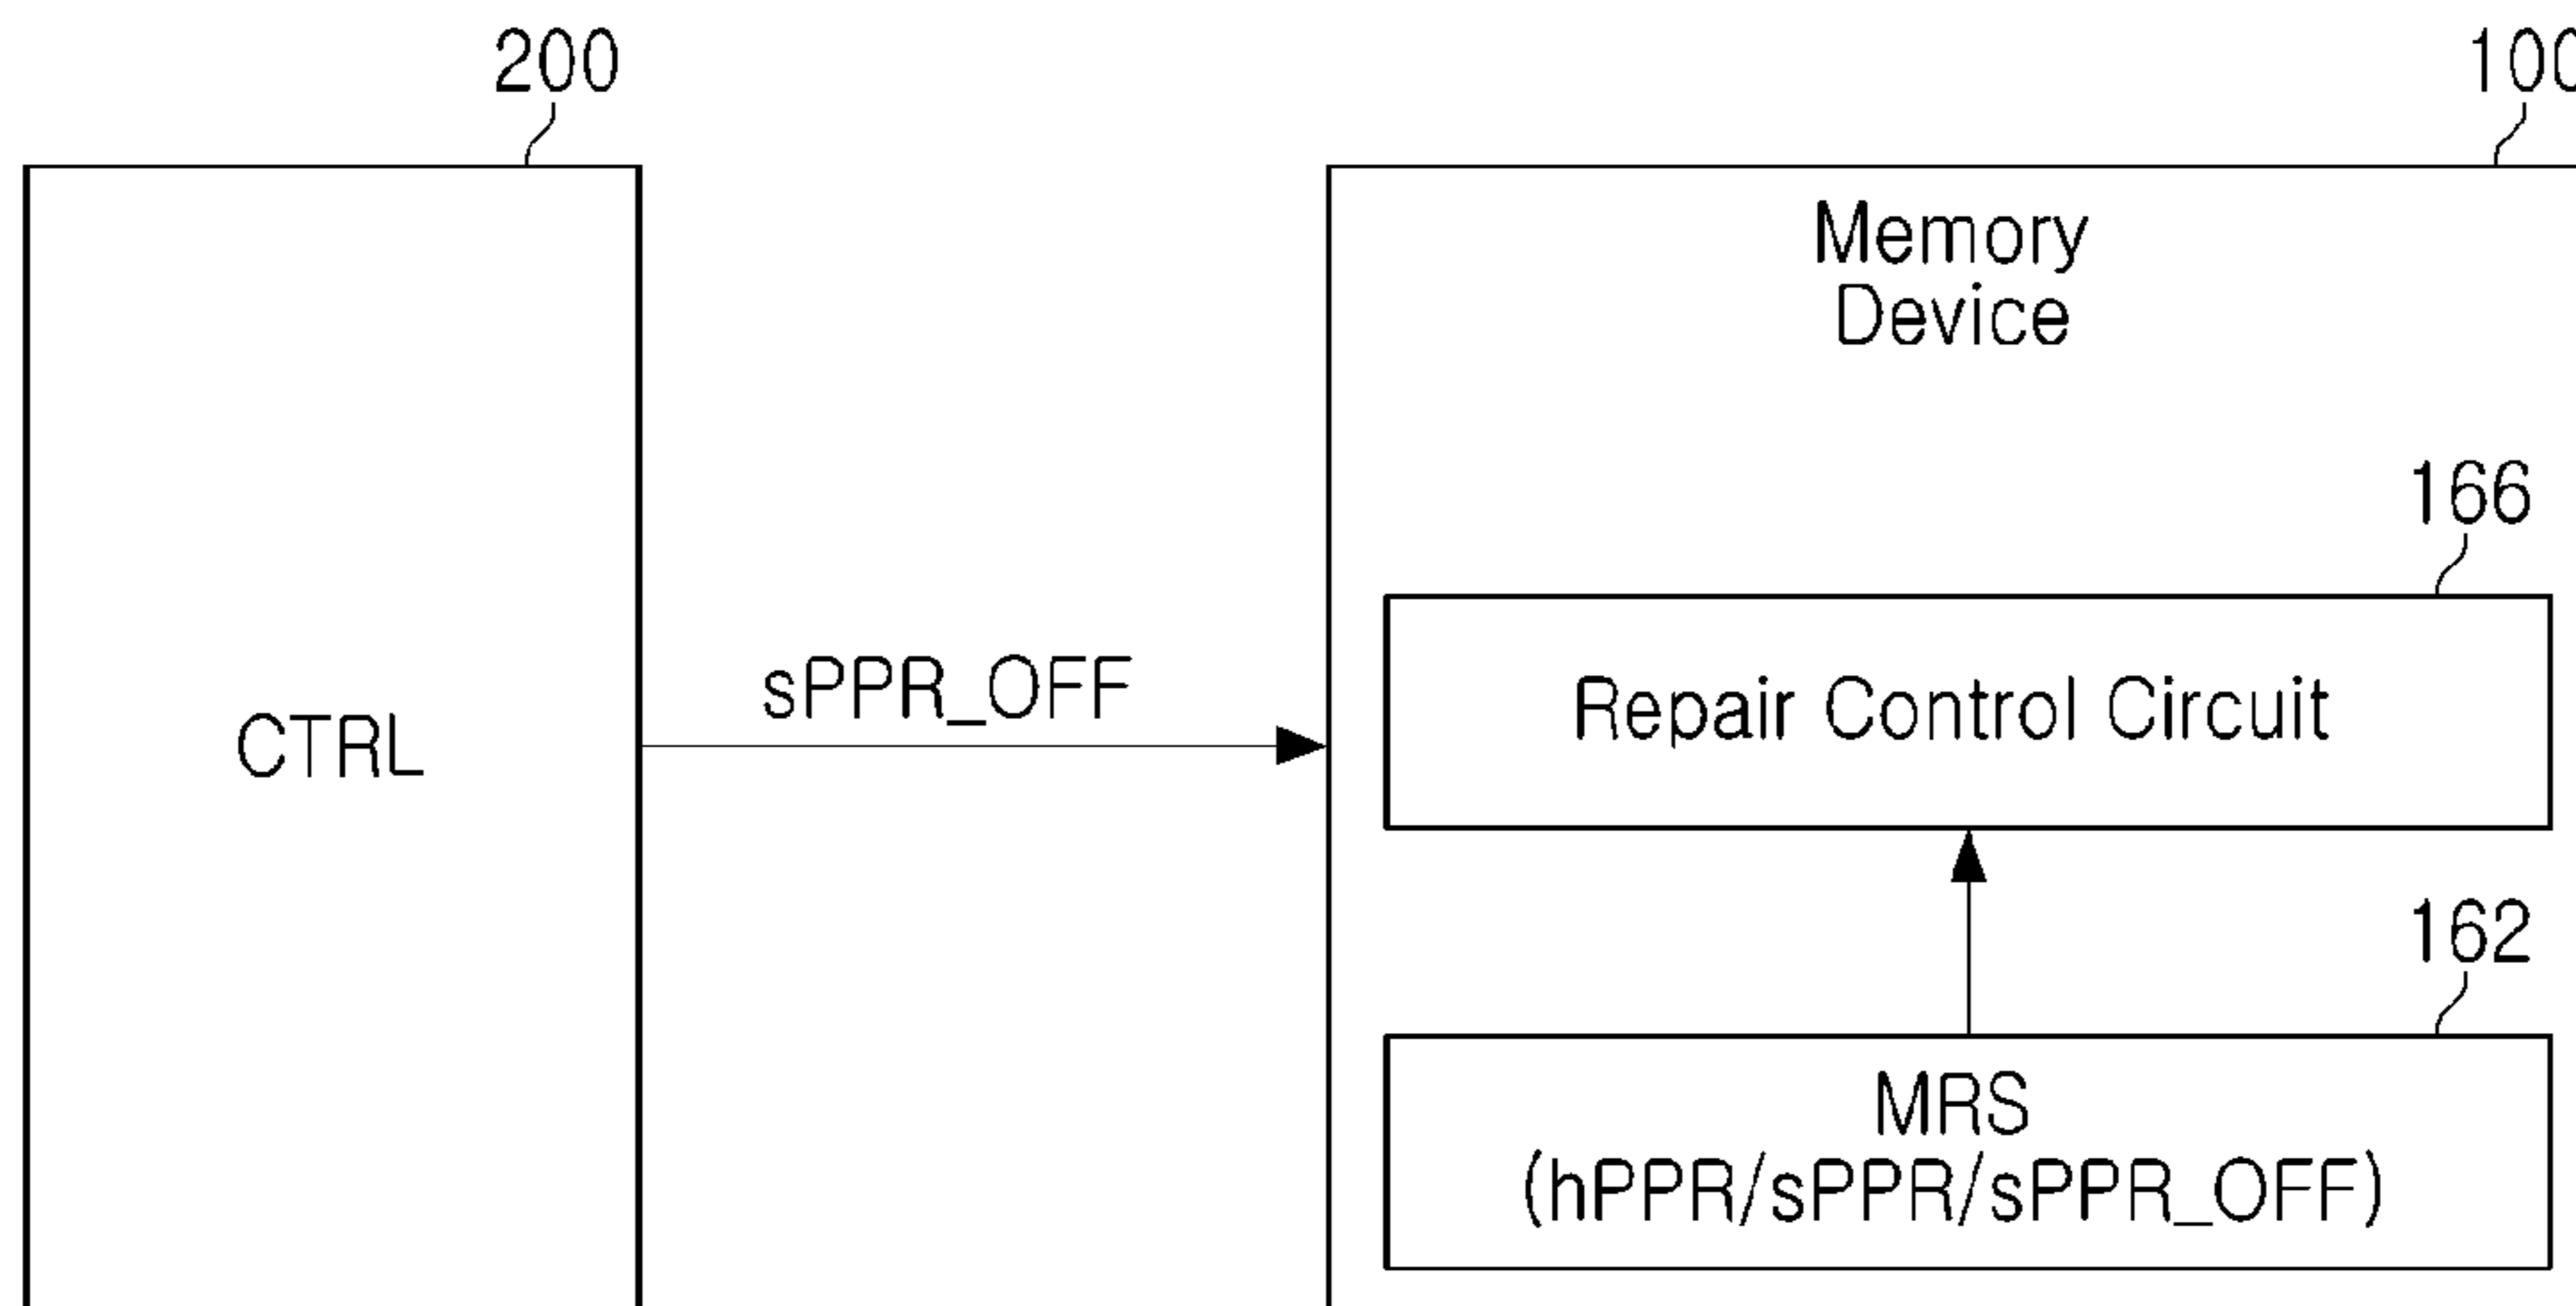 200
100
Memory
Device
166
Repair Control Circuit
sPPR_OFF
CTRL
162
MRS
(hPPR/sPPR/sPPR_OFF)